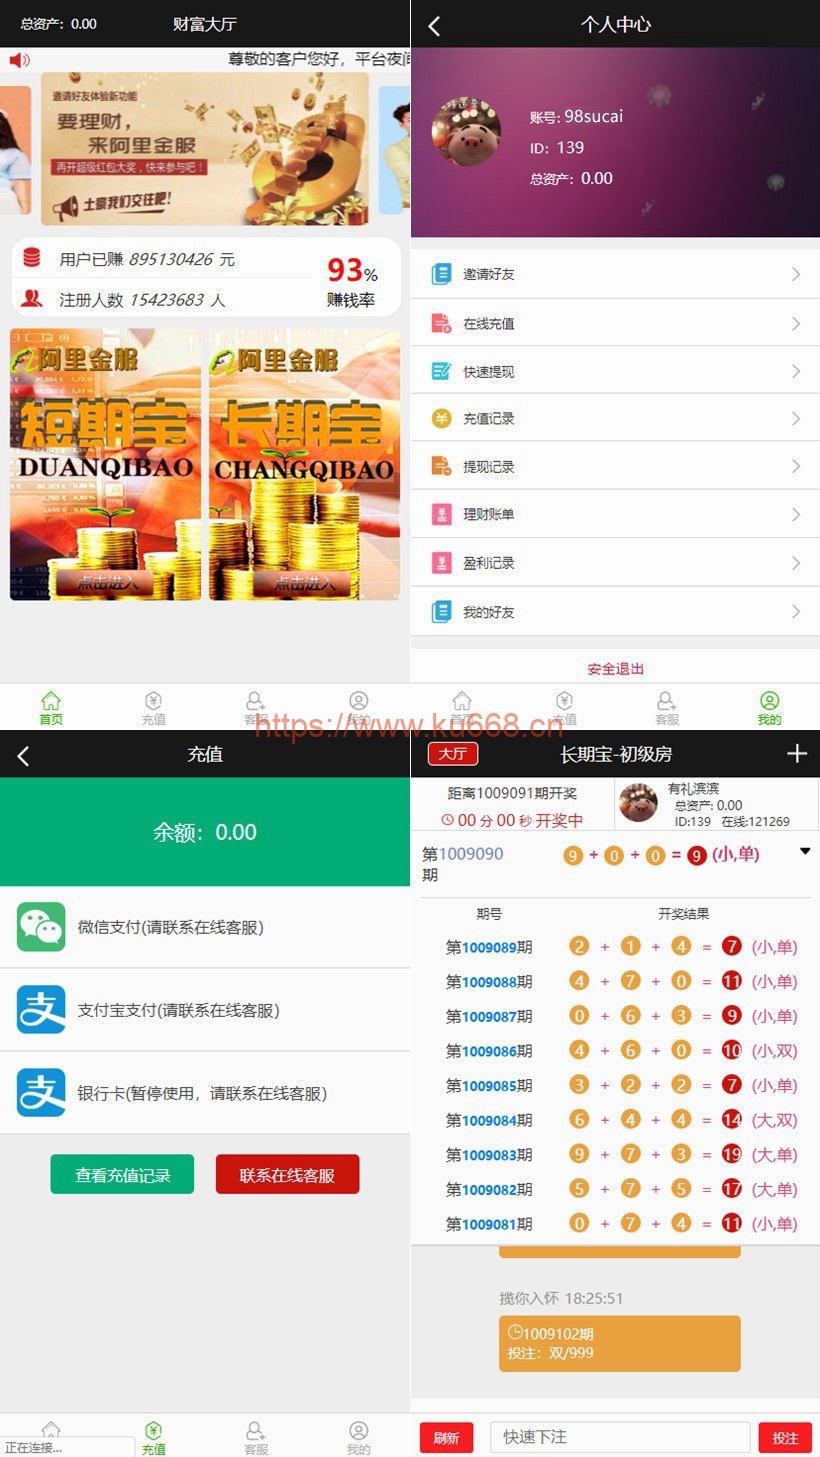 总资产：0.00
财富大厅
尊敬的客户您好，平台夜间
邀请好友体验新功能
要理财，
来阿里金服
再开超级红包大奖，快来参与吧！
土豪我们交往吧！
用户已赚 895130426 元
注册人数 15423683 人
93%
赚钱率
阿里金服
短期宝
DUANQIBAO
点击进入
阿里金服
长期宝
CHANGQIBAO
点击进入
首页
充值
客服
我的
个人中心
账号: 98sucai
ID：139
总资产：0.00
邀请好友
在线充值
快速提现
充值记录
提现记录
理财账单
盈利记录
我的好友
安全退出
首页
充值
客服
我的
https://www.ku668.cn
充值
余额：0.00
微信支付(请联系在线客服)
支付宝支付(请联系在线客服)
银行卡(暂停使用，请联系在线客服)
查看充值记录
联系在线客服
正在连接...
充值
客服
我的
大厅
长期宝-初级房
距离1009091期开奖
00 分 00 秒 开奖中
有礼滨滨
总资产: 0.00
ID:139 在线:121269
第1009090期
9 + 0 + 0 = 9 (小,单)
期号 开奖结果
第1009089期 2 + 1 + 4 = 7 (小,单)
第1009088期 4 + 7 + 0 = 11 (小,单)
第1009087期 0 + 6 + 3 = 9 (小,单)
第1009086期 4 + 6 + 0 = 10 (小,双)
第1009085期 3 + 2 + 2 = 7 (小,单)
第1009084期 6 + 4 + 4 = 14 (大,双)
第1009083期 9 + 7 + 3 = 19 (大,单)
第1009082期 5 + 7 + 5 = 17 (大,单)
第1009081期 0 + 7 + 4 = 11 (小,单)
揽你入怀 18:25:51
1009102期
投注：双/999
刷新
快速下注
投注